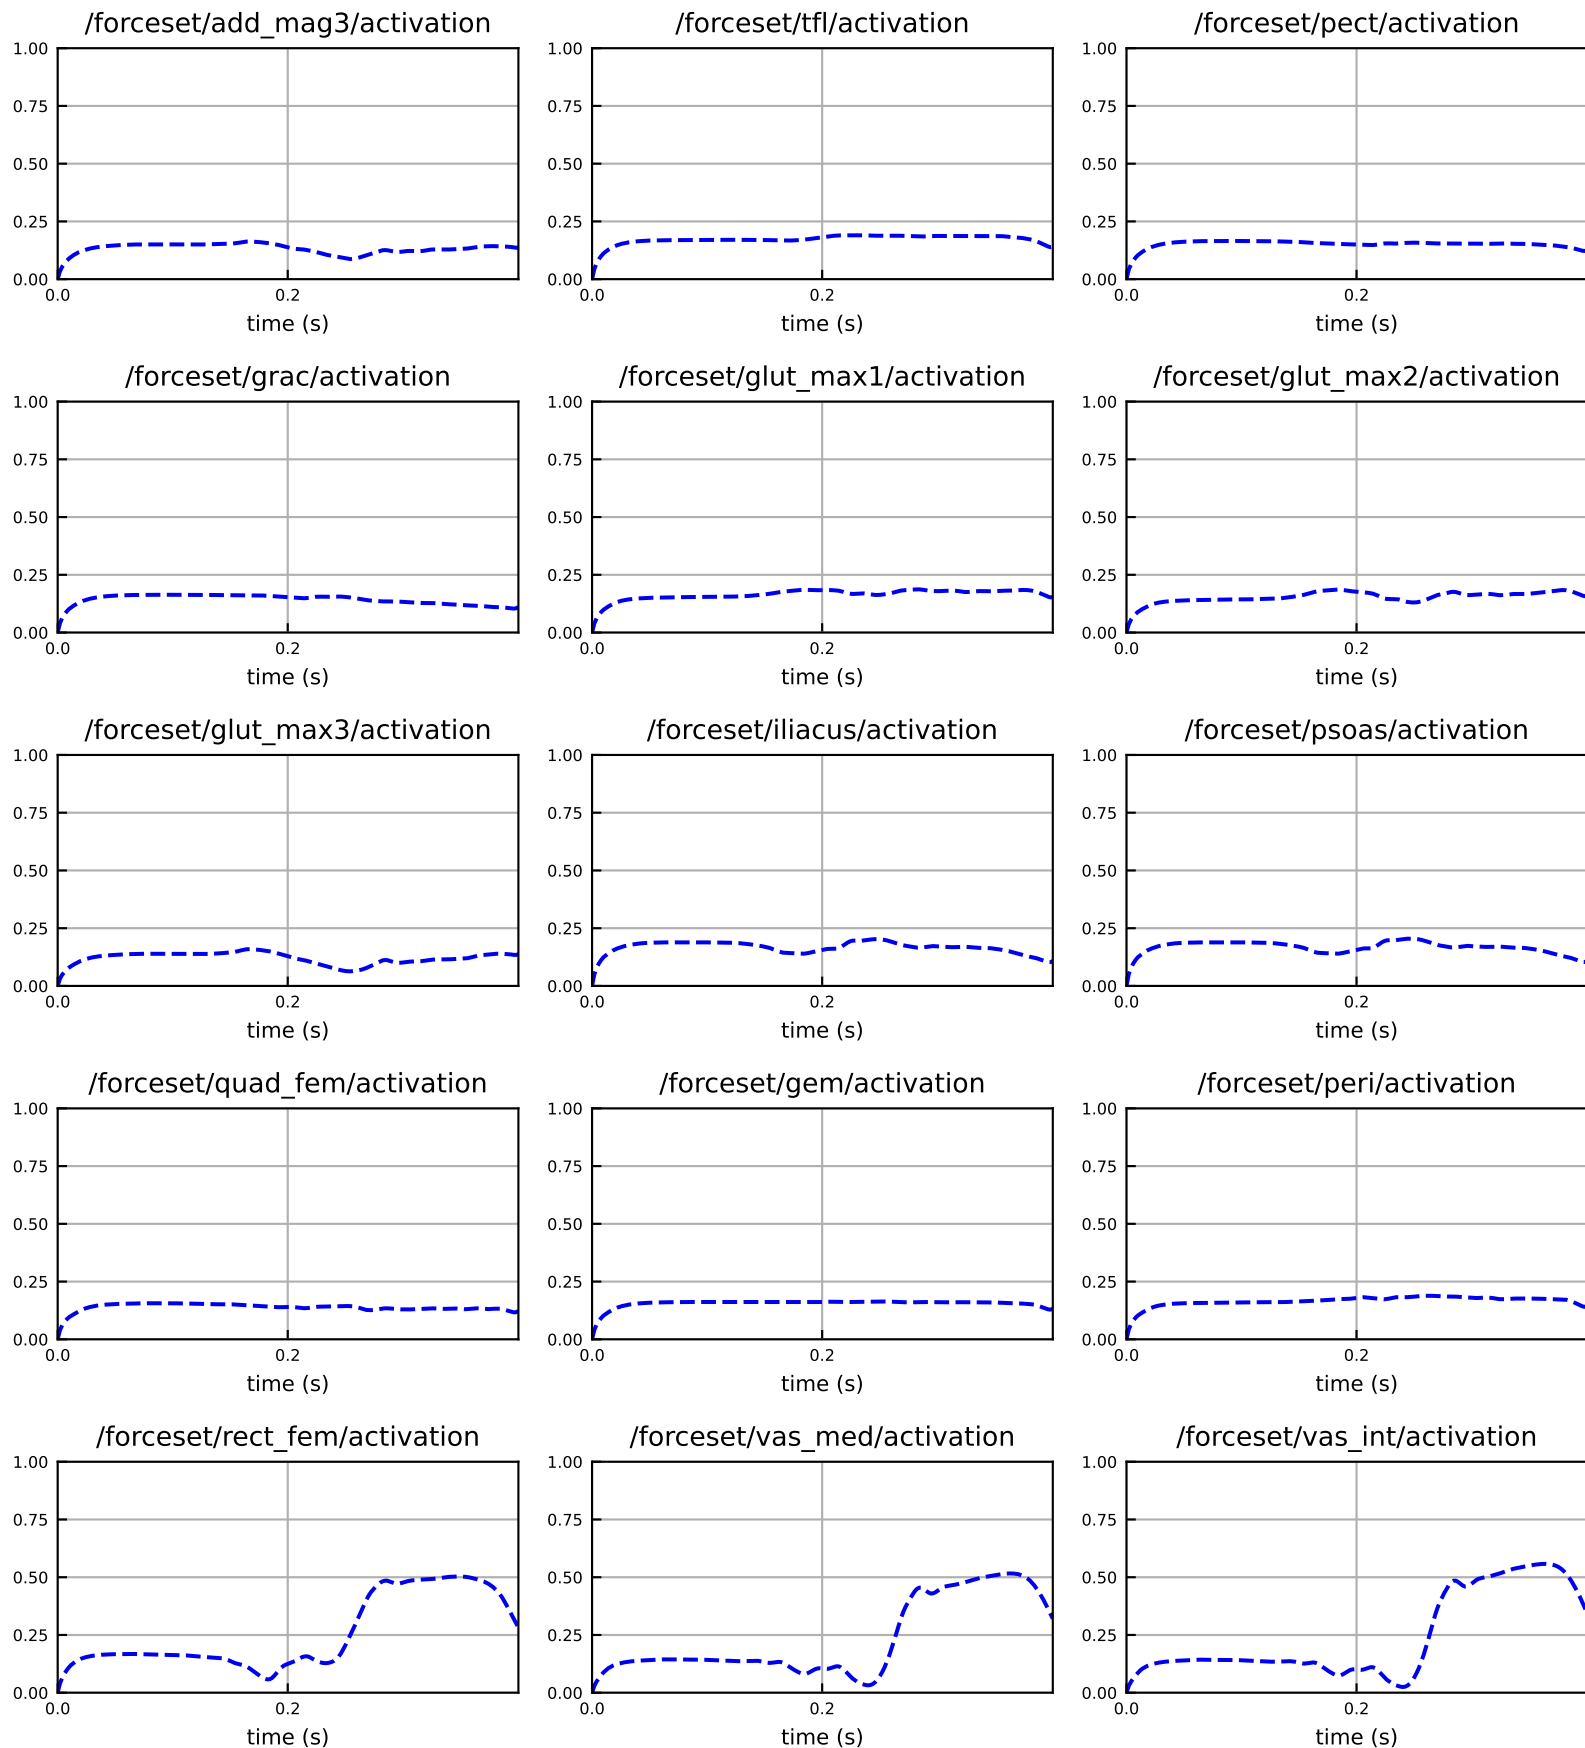 /forceset/add_mag3/activation /forceset/tfl/activation /forceset/pect/activation
1.00 1.00 1.00
0.75 0.75 0.75
0.50 0.50 0.50
0.25 0.25 0.25
0.00 0.00 0.00
0.0 0.2 0.0 0.2 0.0 0.2
time (s) time (s) time (s)
/forceset/grac/activation /forceset/glut_max1/activation /forceset/glut_max2/activation
1.00 1.00 1.00
0.75 0.75 0.75
0.50 0.50 0.50
0.25 0.25 0.25
0.00 0.00 0.00
0.0 0.2 0.0 0.2 0.0 0.2
time (s) time (s) time (s)
/forceset/glut_max3/activation /forceset/iliacus/activation /forceset/psoas/activation
1.00 1.00 1.00
0.75 0.75 0.75
0.50 0.50 0.50
0.25 0.25 0.25
0.00 0.00 0.00
0.0 0.2 0.0 0.2 0.0 0.2
time (s) time (s) time (s)
/forceset/quad_fem/activation /forceset/gem/activation /forceset/peri/activation
1.00 1.00 1.00
0.75 0.75 0.75
0.50 0.50 0.50
0.25 0.25 0.25
0.00 0.00 0.00
0.0 0.2 0.0 0.2 0.0 0.2
time (s) time (s) time (s)
/forceset/rect_fem/activation /forceset/vas_med/activation /forceset/vas_int/activation
1.00 1.00 1.00
0.75 0.75 0.75
0.50 0.50 0.50
0.25 0.25 0.25
0.00 0.00 0.00
0.0 0.2 0.0 0.2 0.0 0.2
time (s) time (s) time (s)